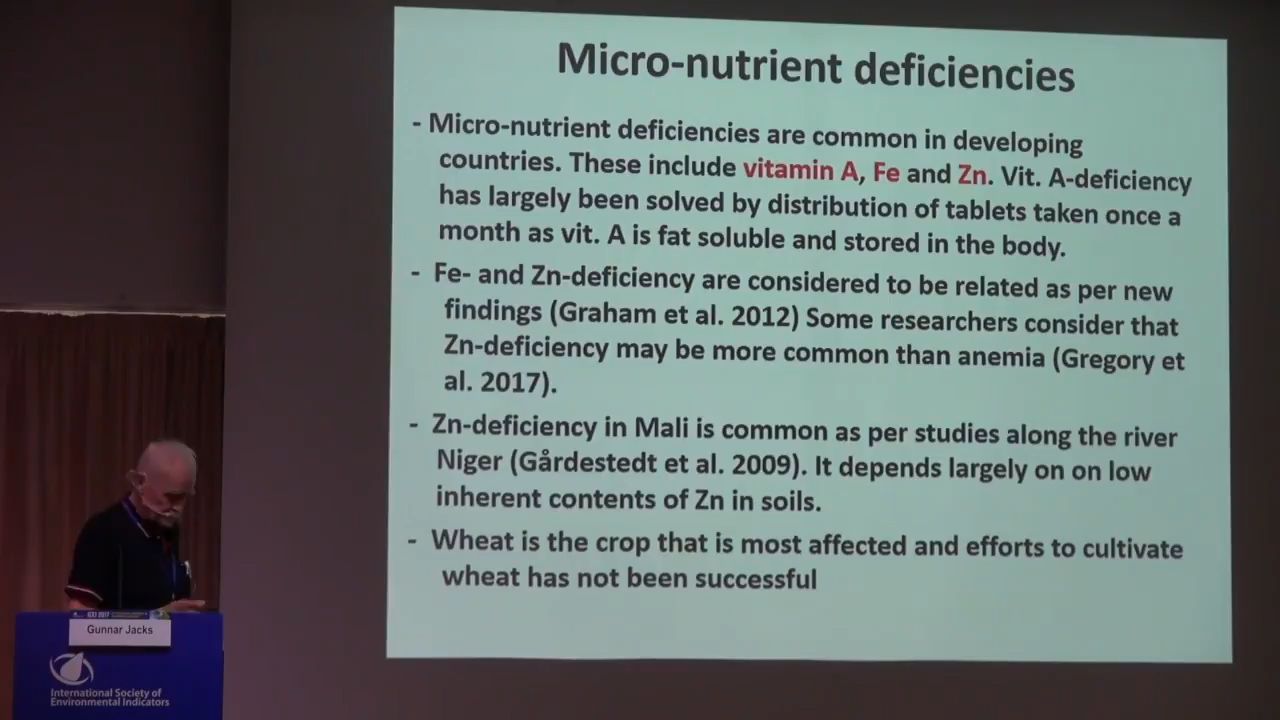 Micro-nutrient deficiencies
- Micro-nutrient deficiencies are common in developing
countries. These include vitamin A, Fe and Zn. Vit. A-deficiency
has largely been solved by distribution of tablets taken once a
month as vit. A is fat soluble and stored in the body.
- Fe- and Zn-deficiency are considered to be related as per new
findings (Graham et al. 2012) Some researchers consider that
Zn-deficiency may be more common than anemia (Gregory et
al. 2017).
- Zn-deficiency in Mali is common as per studies along the river
Niger (Gårdestedt et al. 2009). It depends largely on on low
inherent contents of Zn in soils.
- Wheat is the crop that is most affected and efforts to cultivate
wheat has not been successful
Gunnar Jacks
International Society of
Environmental Indicators